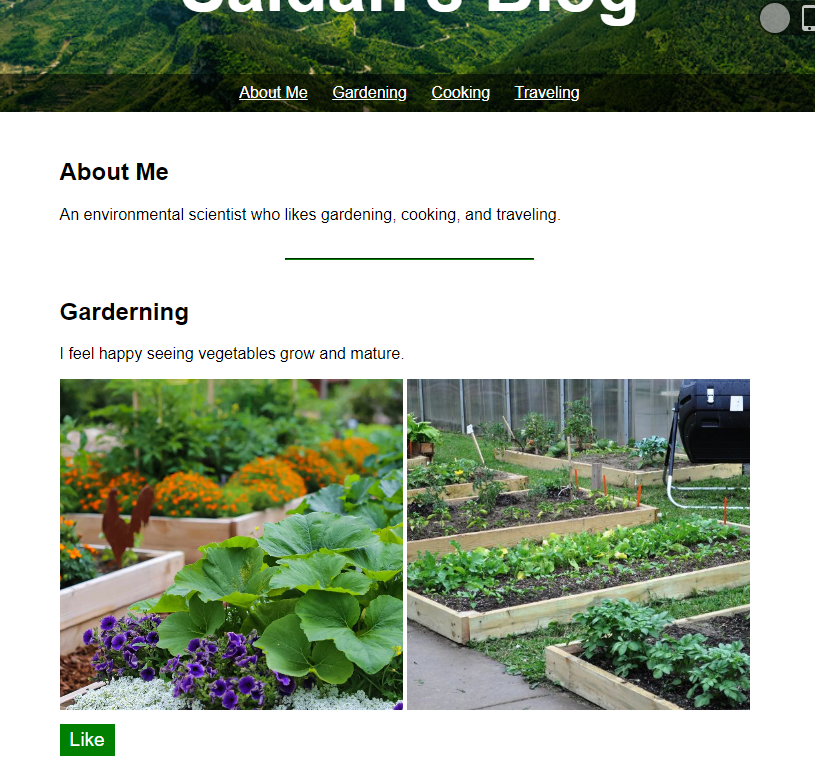 Blog
About Me Gardening Cooking Traveling
About Me
An environmental scientist who likes gardening, cooking, and traveling.
Garderning
I feel happy seeing vegetables grow and mature.
Like